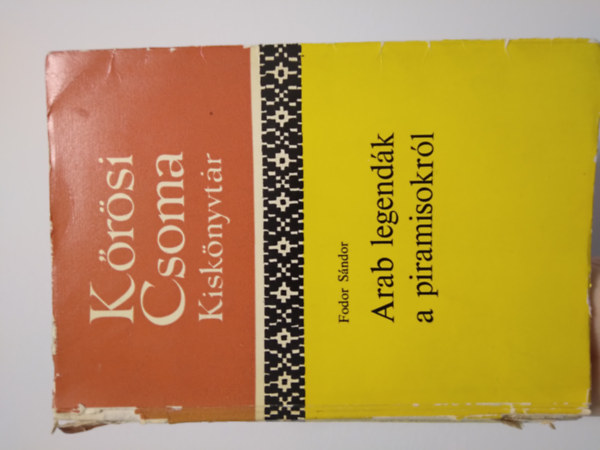 Kőrösi
Csoma
Kiskönyvtár
Fodor Sándor
Arab legendák
a piramisokról